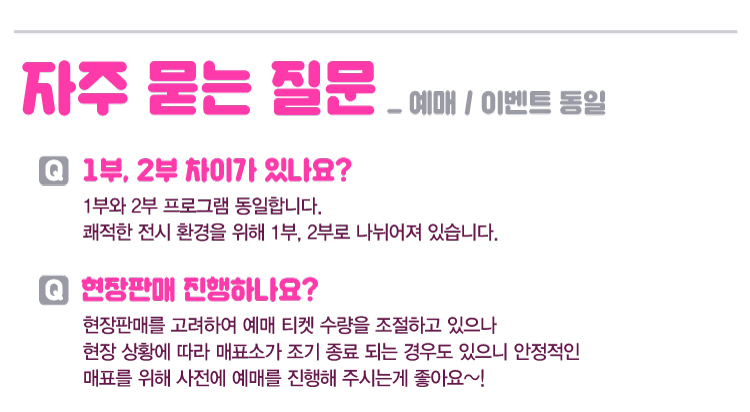 자주 묻는 질문 _ 예매 / 이벤트 동일
Q 1부, 2부 차이가 있나요?
1부와 2부 프로그램 동일합니다.
쾌적한 전시 환경을 위해 1부, 2부로 나뉘어져 있습니다.
Q 현장판매 진행하나요?
현장판매를 고려하여 예매 티켓 수량을 조절하고 있으나
현장 상황에 따라 매표소가 조기 종료 되는 경우도 있으니 안정적인
매표를 위해 사전에 예매를 진행해 주시는게 좋아요~!